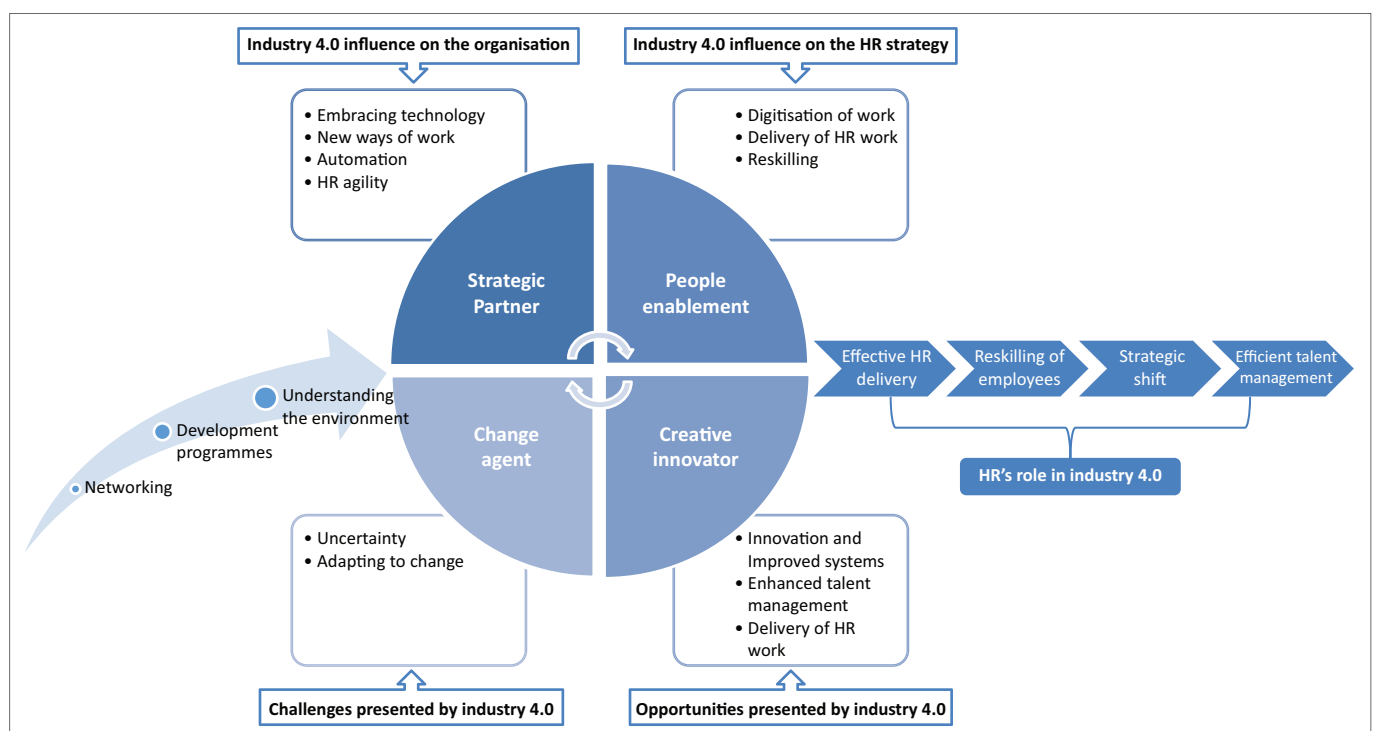 Industry 4.0 influence on the organisation
Industry 4.0 influence on the HR strategy
• Embracing technology
• New ways of work
• Automation
• HR agility
• Digitisation of work
• Delivery of HR work
• Reskilling
Strategic
Partner
People
enablement
Change
agent
Creative
innovator
Understanding
the environment
Development
programmes
Networking
Effective HR
delivery
Reskilling of
employees
Strategic
shift
Efficient talent
management
HR’s role in industry 4.0
• Uncertainty
• Adapting to change
• Innovation and
Improved systems
• Enhanced talent
management
• Delivery of HR
work
Challenges presented by industry 4.0
Opportunities presented by industry 4.0